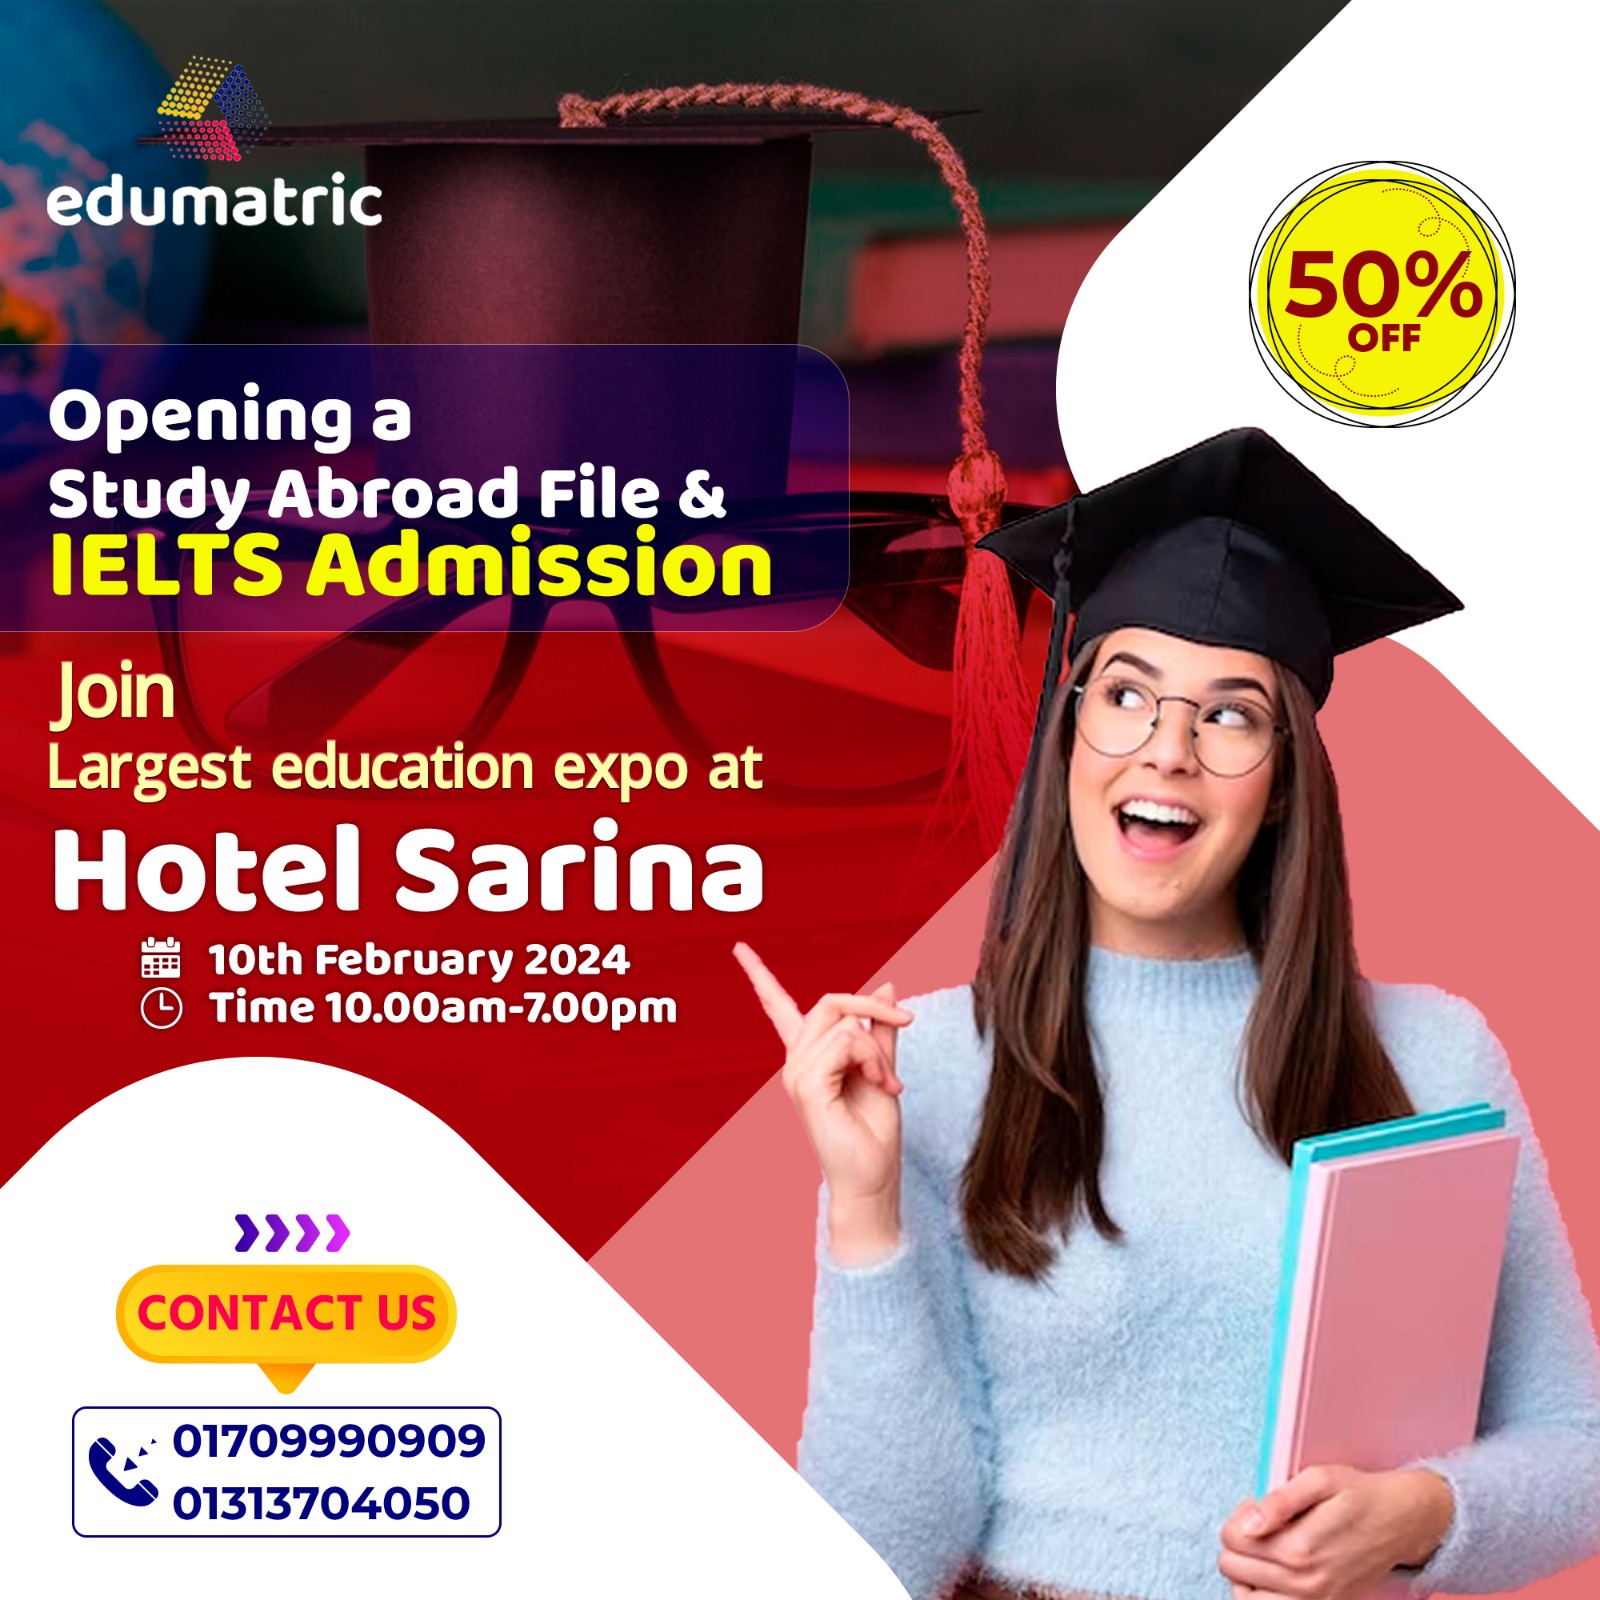 edumatric
50%
OFF
Opening a
Study Abroad File &
IELTS Admission
Join
Largest education expo at
Hotel Sarina
10th February 2024
Time 10.00am-7.00pm
CONTACT US
01709990909
01313704050